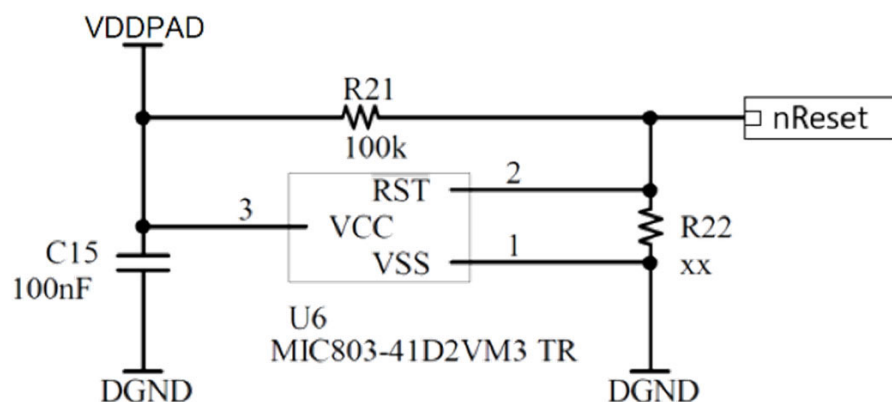 VDDPAD
R21
100k
nReset
RST
2
3
VCC
VSS
1
R22
xx
C15
100nF
U6
MIC803-41D2VM3 TR
DGND
DGND